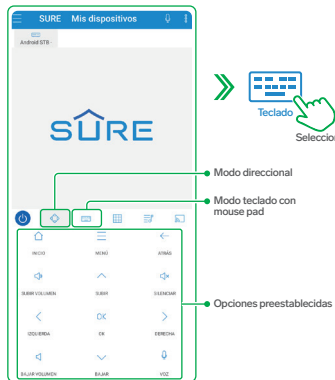 SURE Mis dispositivos
Android STB
SURE
Teclado
Seleccion
Modo direccional
Modo teclado con
mouse pad
INICIO MENÚ ATRÁS
SUBIR VOLUMEN SUBIR SILENCIAR
OK
IZQUIERDA OK DERECHA
Opciones preestablecidas
BAJAR VOLUMEN BAJAR VOZ